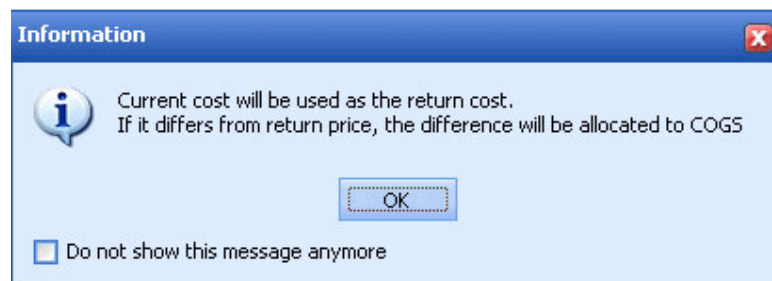 Information
Current cost will be used as the return cost.
If it differs from return price, the difference will be allocated to COGS
OK
Do not show this message anymore